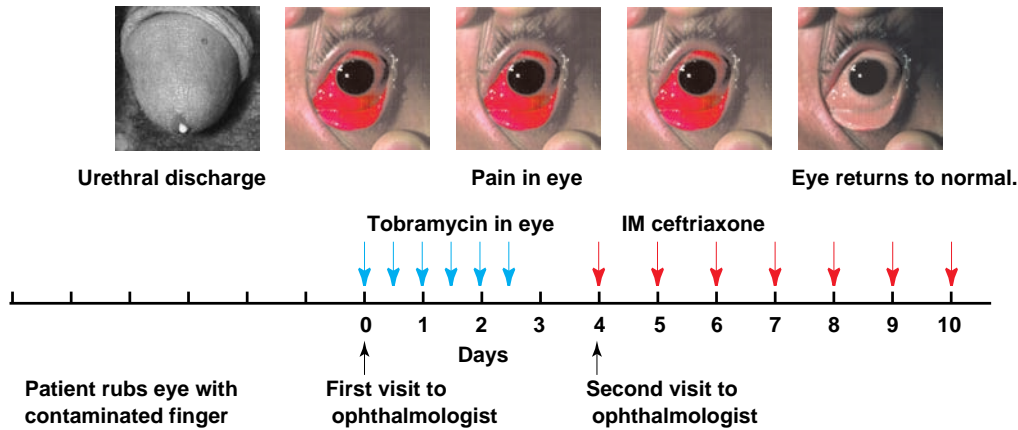 Urethral discharge
Pain in eye
Eye returns to normal.
Tobramycin in eye
IM ceftriaxone
0 1 2 3 4 5 6 7 8 9 10
Days
Patient rubs eye with
contaminated finger
First visit to
ophthalmologist
Second visit to
ophthalmologist